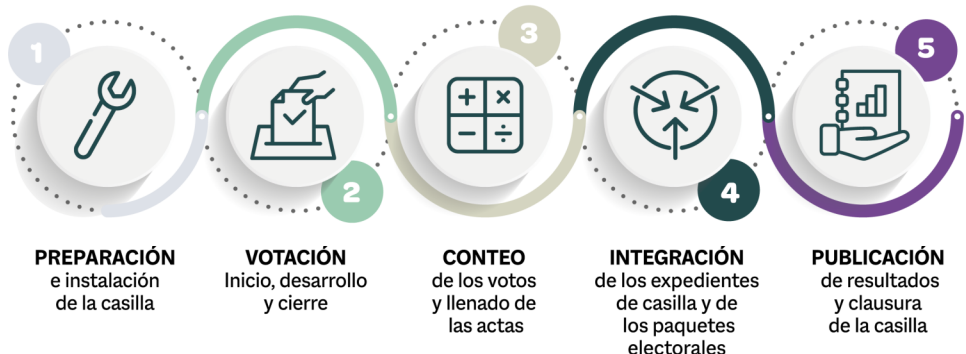 1
PREPARACIÓN
e instalación
de la casilla
2
VOTACIÓN
Inicio, desarrollo
y cierre
3
CONTEO
de los votos
y llenado de
las actas
4
INTEGRACIÓN
de los expedientes
de casilla y de
los paquetes
electorales
5
PUBLICACIÓN
de resultados
y clausura
de la casilla